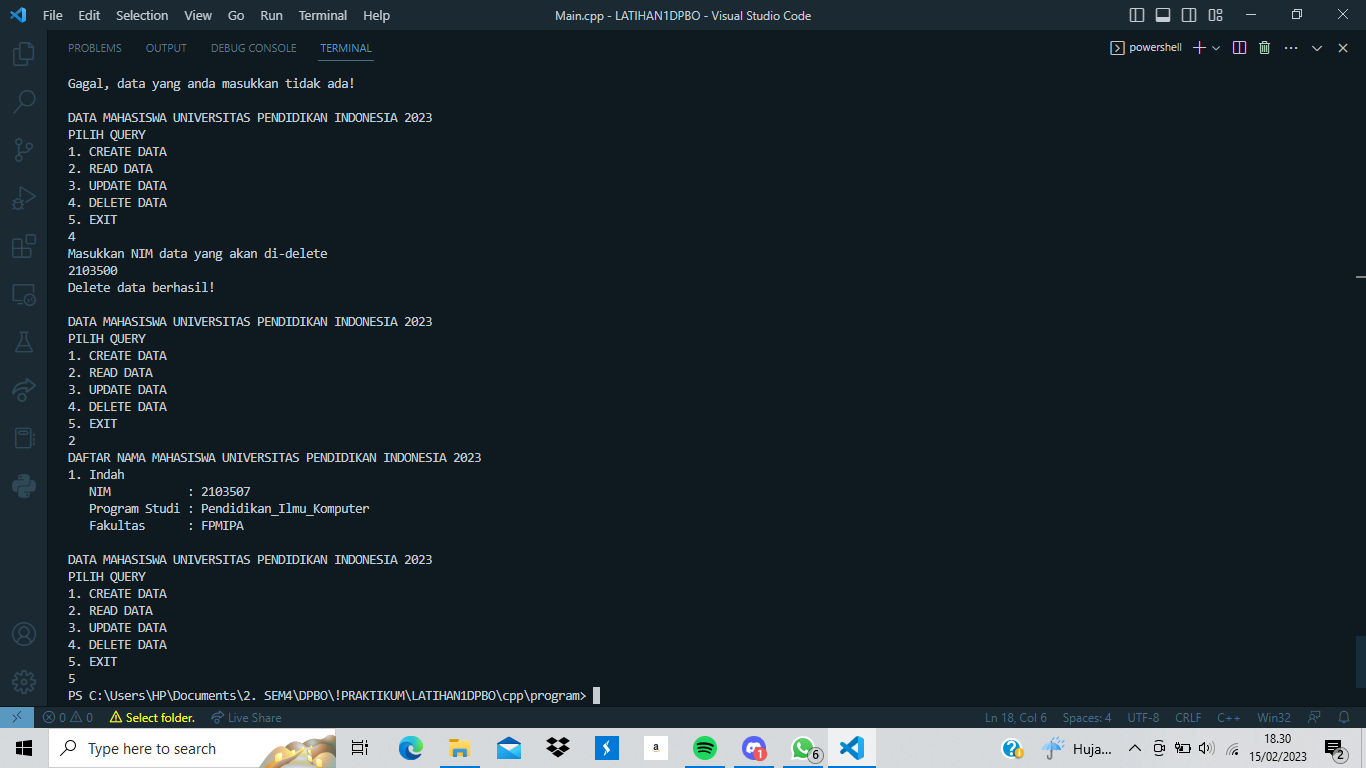 File Edit Selection View Go Run Terminal Help
Main.cpp - LATIHAN1DPBO - Visual Studio Code
PROBLEMS OUTPUT DEBUG CONSOLE TERMINAL
powershell
Gagal, data yang anda masukkan tidak ada!
DATA MAHASISWA UNIVERSITAS PENDIDIKAN INDONESIA 2023
PILIH QUERY
1. CREATE DATA
2. READ DATA
3. UPDATE DATA
4. DELETE DATA
5. EXIT
4
Masukkan NIM data yang akan di-delete
2103500
Delete data berhasil!
DATA MAHASISWA UNIVERSITAS PENDIDIKAN INDONESIA 2023
PILIH QUERY
1. CREATE DATA
2. READ DATA
3. UPDATE DATA
4. DELETE DATA
5. EXIT
2
DAFTAR NAMA MAHASISWA UNIVERSITAS PENDIDIKAN INDONESIA 2023
1. Indah
NIM : 2103507
Program Studi : Pendidikan_Ilmu_Komputer
Fakultas : FPMIPA
DATA MAHASISWA UNIVERSITAS PENDIDIKAN INDONESIA 2023
PILIH QUERY
1. CREATE DATA
2. READ DATA
3. UPDATE DATA
4. DELETE DATA
5. EXIT
5
PS C:\Users\HP\Documents\2. SEM4\DPBO\!PRAKTIKUM\LATIHAN1DPBO\cpp\program>
0 0 Select folder. Live Share
Ln 18, Col 6 Spaces: 4 UTF-8 CRLF C++ Win32
Type here to search
a
1
6
Huja...
18.30
15/02/2023
2